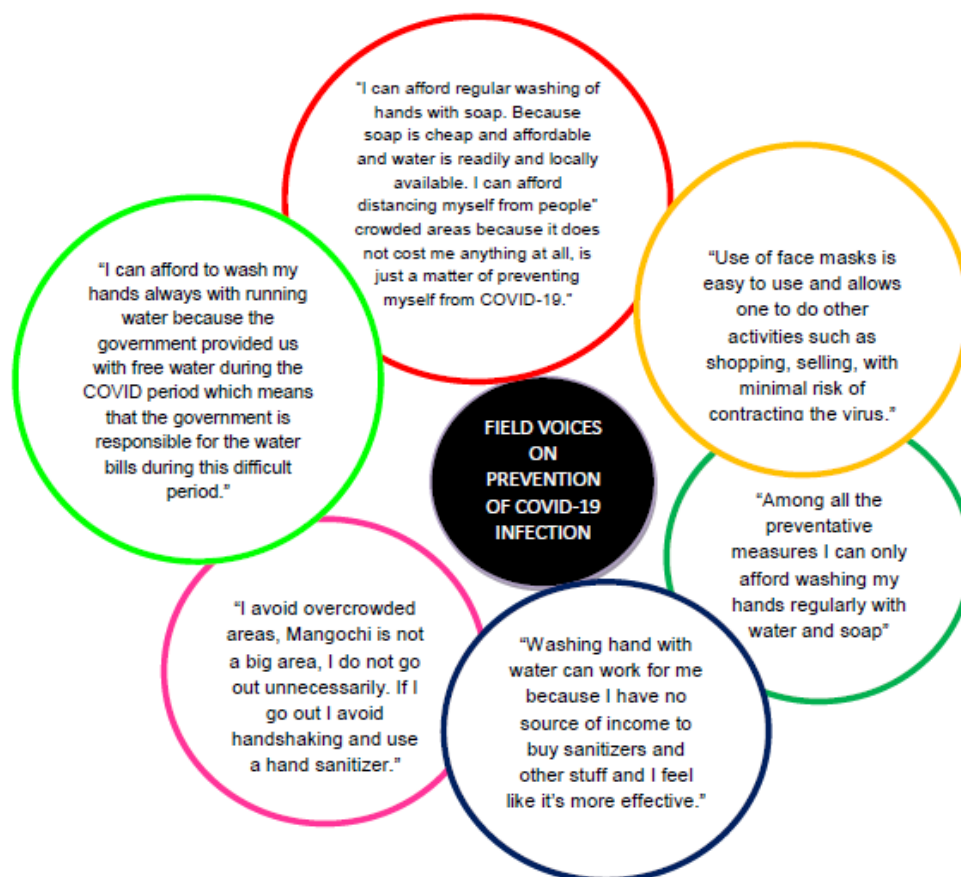 “I can afford regular washing of
hands with soap. Because
soap is cheap and affordable
and water is readily and locally
available. I can afford
distancing myself from people”
crowded areas because it does
not cost me anything at all, is
just a matter of preventing
myself from COVID-19.”
“Use of face masks is
easy to use and allows
one to do other
activities such as
shopping, selling, with
minimal risk of
contracting the virus.”
“I can afford to wash my
hands always with running
water because the
government provided us
with free water during the
COVID period which means
that the government is
responsible for the water
bills during this difficult
period.”
FIELD VOICES
ON
PREVENTION
OF COVID-19
INFECTION
“Among all the
preventative
measures I can only
afford washing my
hands regularly with
water and soap”
“I avoid overcrowded
areas, Mangochi is not
a big area, I do not go
out unnecessarily. If I
go out I avoid
handshaking and use
a hand sanitizer.”
“Washing hand with
water can work for me
because I have no
source of income to
buy sanitizers and
other stuff and I feel
like it’s more effective.”